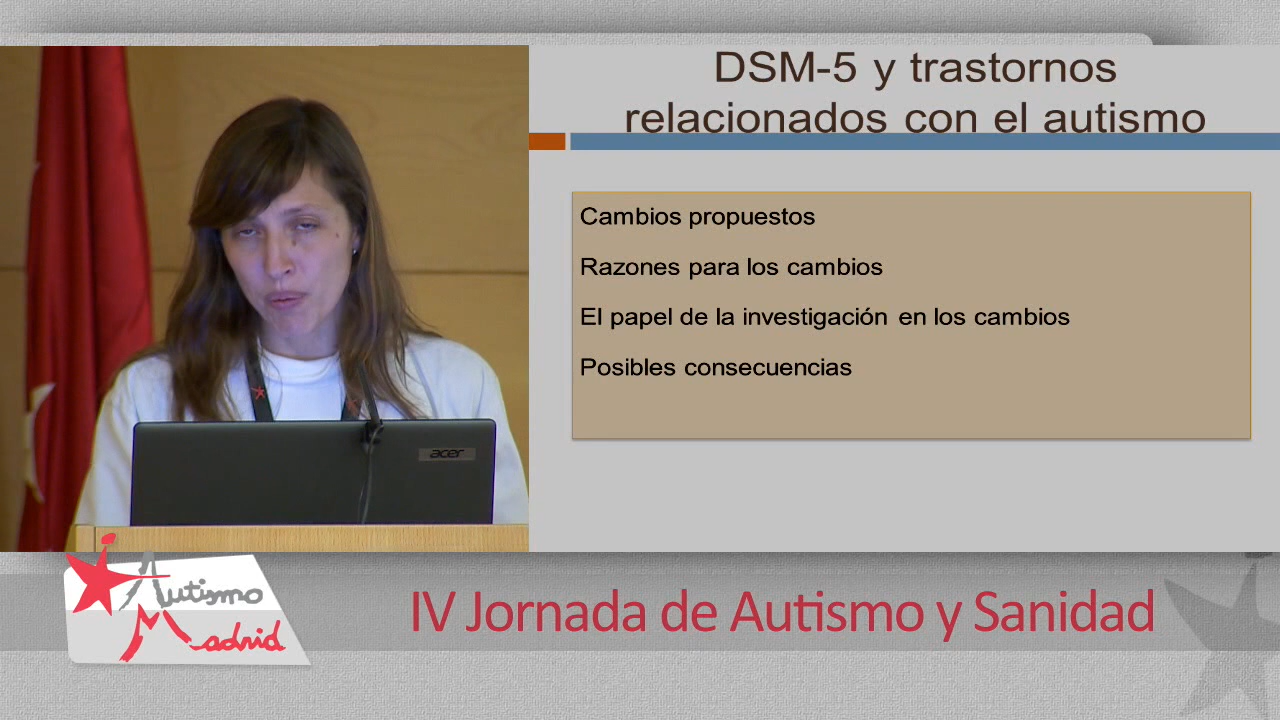 DSM-5 y trastornos
relacionados con el autismo
Cambios propuestos
Razones para los cambios
El papel de la investigación en los cambios
Posibles consecuencias
acer
Autismo
Madrid
IV Jornada de Autismo y Sanidad